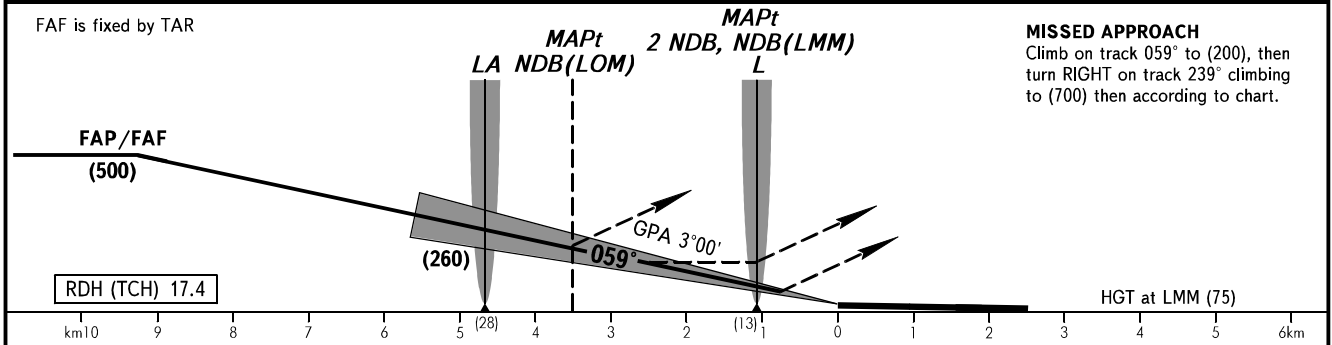 FAF is fixed by TAR
MAPt
MAPt
2 NDB, NDB(LMM)
LA NDB(LOM)
L
MISSED APPROACH
Climb on track 059° to (200), then
turn RIGHT on track 239° climbing
to (700) then according to chart.
FAP/FAF
(500)
GPA 3°00'
059°
(260)
RDH (TCH) 17.4
HGT at LMM (75)
(28)
(13)
km10 9 8 7 6 5 4 3 2 1 0 1 2 3 4 5 6km